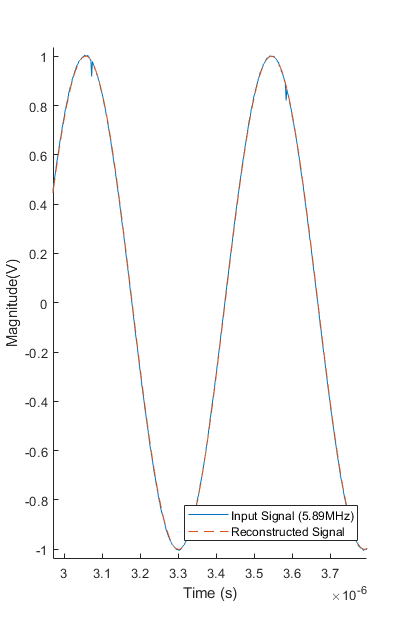 1
0.8
0.6
0.4
0.2
0
-0.2
-0.4
-0.6
-0.8
-1
Magnitude(V)
Input Signal (5.89MHz)
Reconstructed Signal
3 3.1 3.2 3.3 3.4 3.5 3.6 3.7
Time (s)
×10⁻⁶